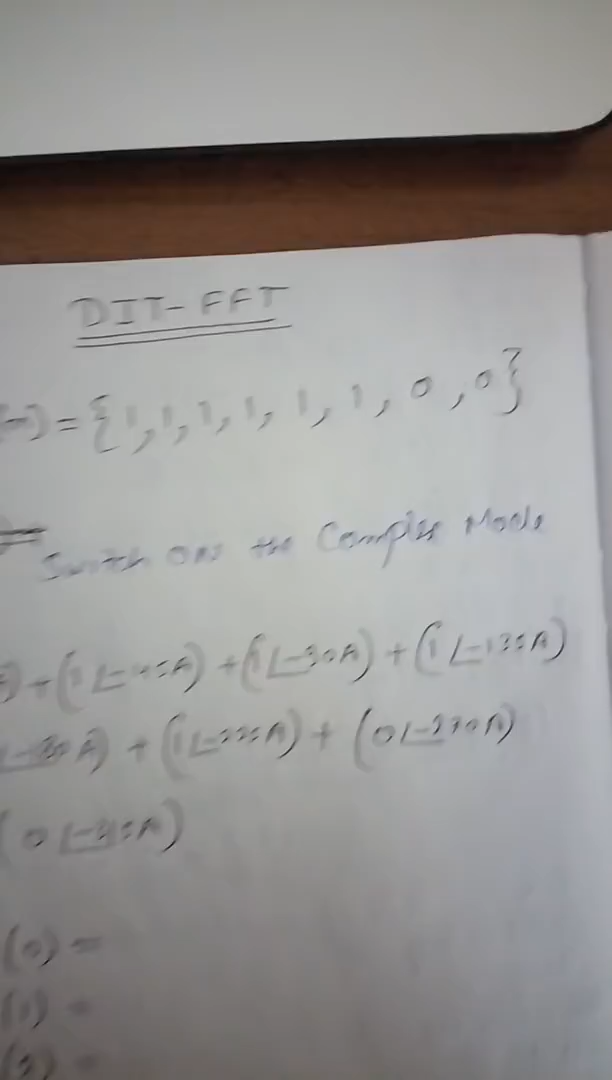 DIT-FFT
= {1,1,1,1,1,1,0,0}
Switch on the Complex Mode
+ (1∠-45A) + (1∠-90A) + (1∠-135A)
+ (1∠-225A) + (0∠-270A)
(0
(0) =
(1) =
(2) =